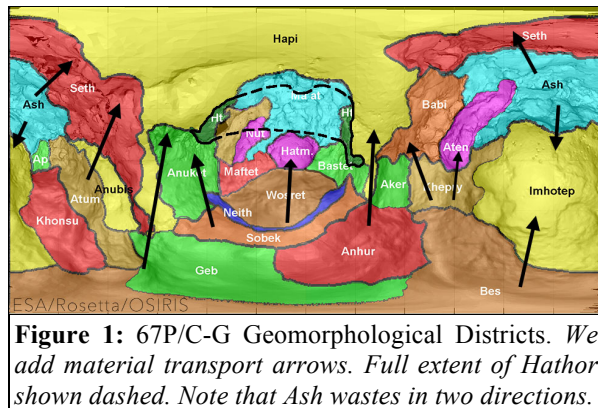 Hapi
Seth
Seth
Ash
Ash
Ma'at
Ht
Ht
Babi
Nut
Aten
Hatm.
Ap
Anuket
Maftet
Bastet
Aker
Khepry
Atum
Anubis
Wosret
Imhotep
Khonsu
Neith
Sobek
Anhur
Geb
Bes
ESA/Rosetta/OSIRIS
Figure 1: 67P/C-G Geomorphological Districts. We
add material transport arrows. Full extent of Hathor
shown dashed. Note that Ash wastes in two directions.